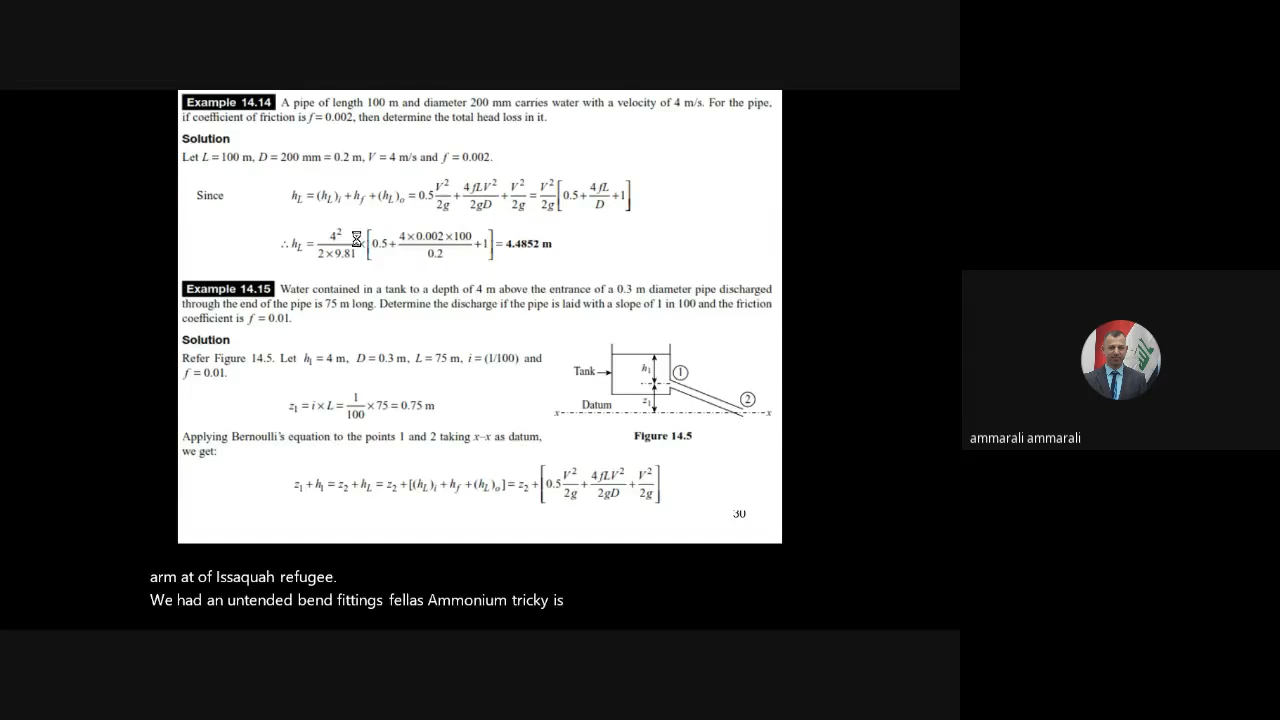 Example 14.14 A pipe of length 100 m and diameter 200 mm carries water with a velocity of 4 m/s. For the pipe,
if coefficient of friction is f = 0.002, then determine the total head loss in it.
Solution
Let L = 100 m, D = 200 mm = 0.2 m, V = 4 m/s and f = 0.002.
Since h_L = (h_L)_i + h_f + (h_L)_o = 0.5 V²/2g + 4fLV²/2gD + V²/2g = V²/2g [0.5 + 4fL/D + 1]
∴ h_L = 4²/(2×9.81) × [0.5 + (4×0.002×100)/0.2 + 1] = 4.4852 m
Example 14.15 Water contained in a tank to a depth of 4 m above the entrance of a 0.3 m diameter pipe discharged
through the end of the pipe is 75 m long. Determine the discharge if the pipe is laid with a slope of 1 in 100 and the friction
coefficient is f = 0.01.
Solution
Refer Figure 14.5. Let h₁ = 4 m, D = 0.3 m, L = 75 m, i = (1/100) and
f = 0.01.
z₁ = i × L = 1/100 × 75 = 0.75 m
Applying Bernoulli's equation to the points 1 and 2 taking x–x as datum,
we get:
Tank
h₁
1
z₁
2
Datum
x
x
Figure 14.5
z₁ + h₁ = z₂ + h_L = z₂ + [(h_L)_i + h_f + (h_L)_o] = z₂ + [0.5 V²/2g + 4fLV²/2gD + V²/2g]
30
arm at of Issaquah refugee.
We had an untended bend fittings fellas Ammonium tricky is
ammarali ammarali